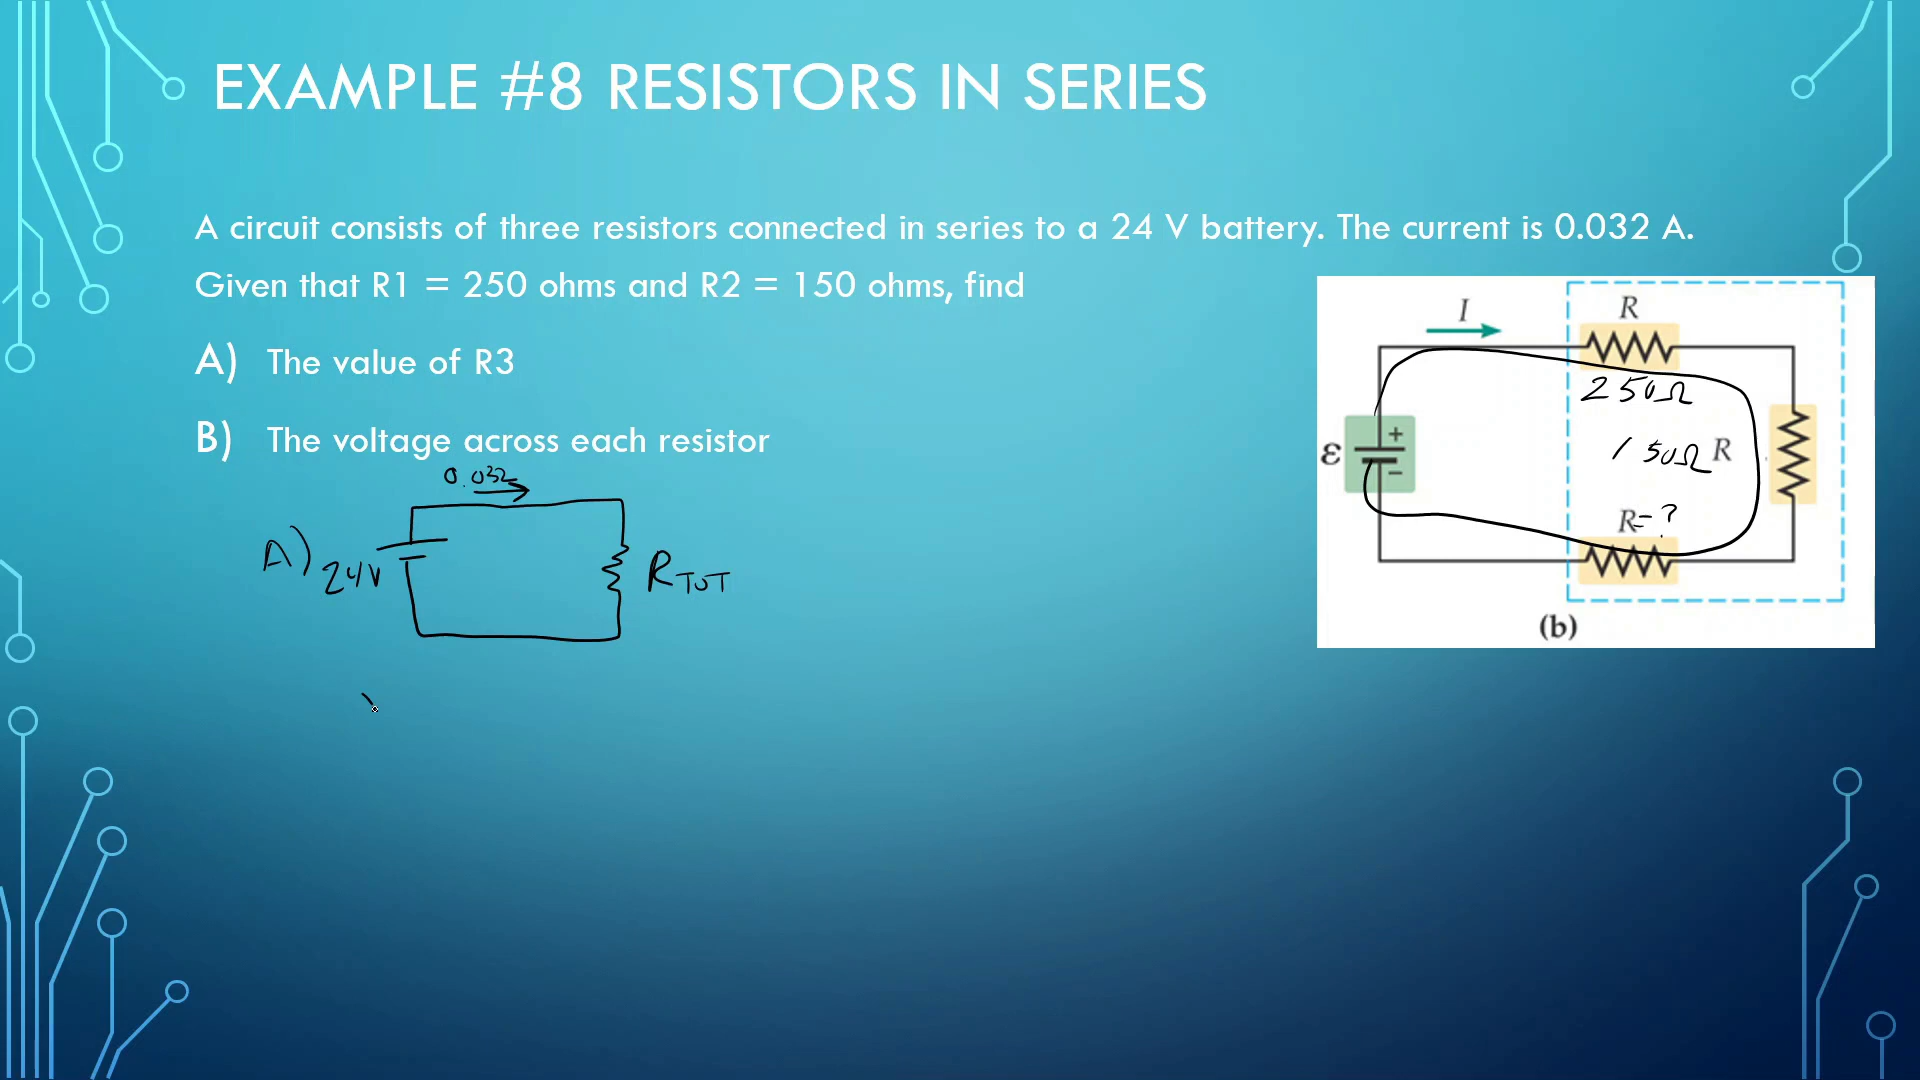 EXAMPLE #8 RESISTORS IN SERIES
A circuit consists of three resistors connected in series to a 24 V battery. The current is 0.032 A.
Given that R1 = 250 ohms and R2 = 150 ohms, find
A) The value of R3
B) The voltage across each resistor
0.032
A)
24V
RTOT
I
R
250Ω
ε
+
−
150Ω R
R=?
(b)